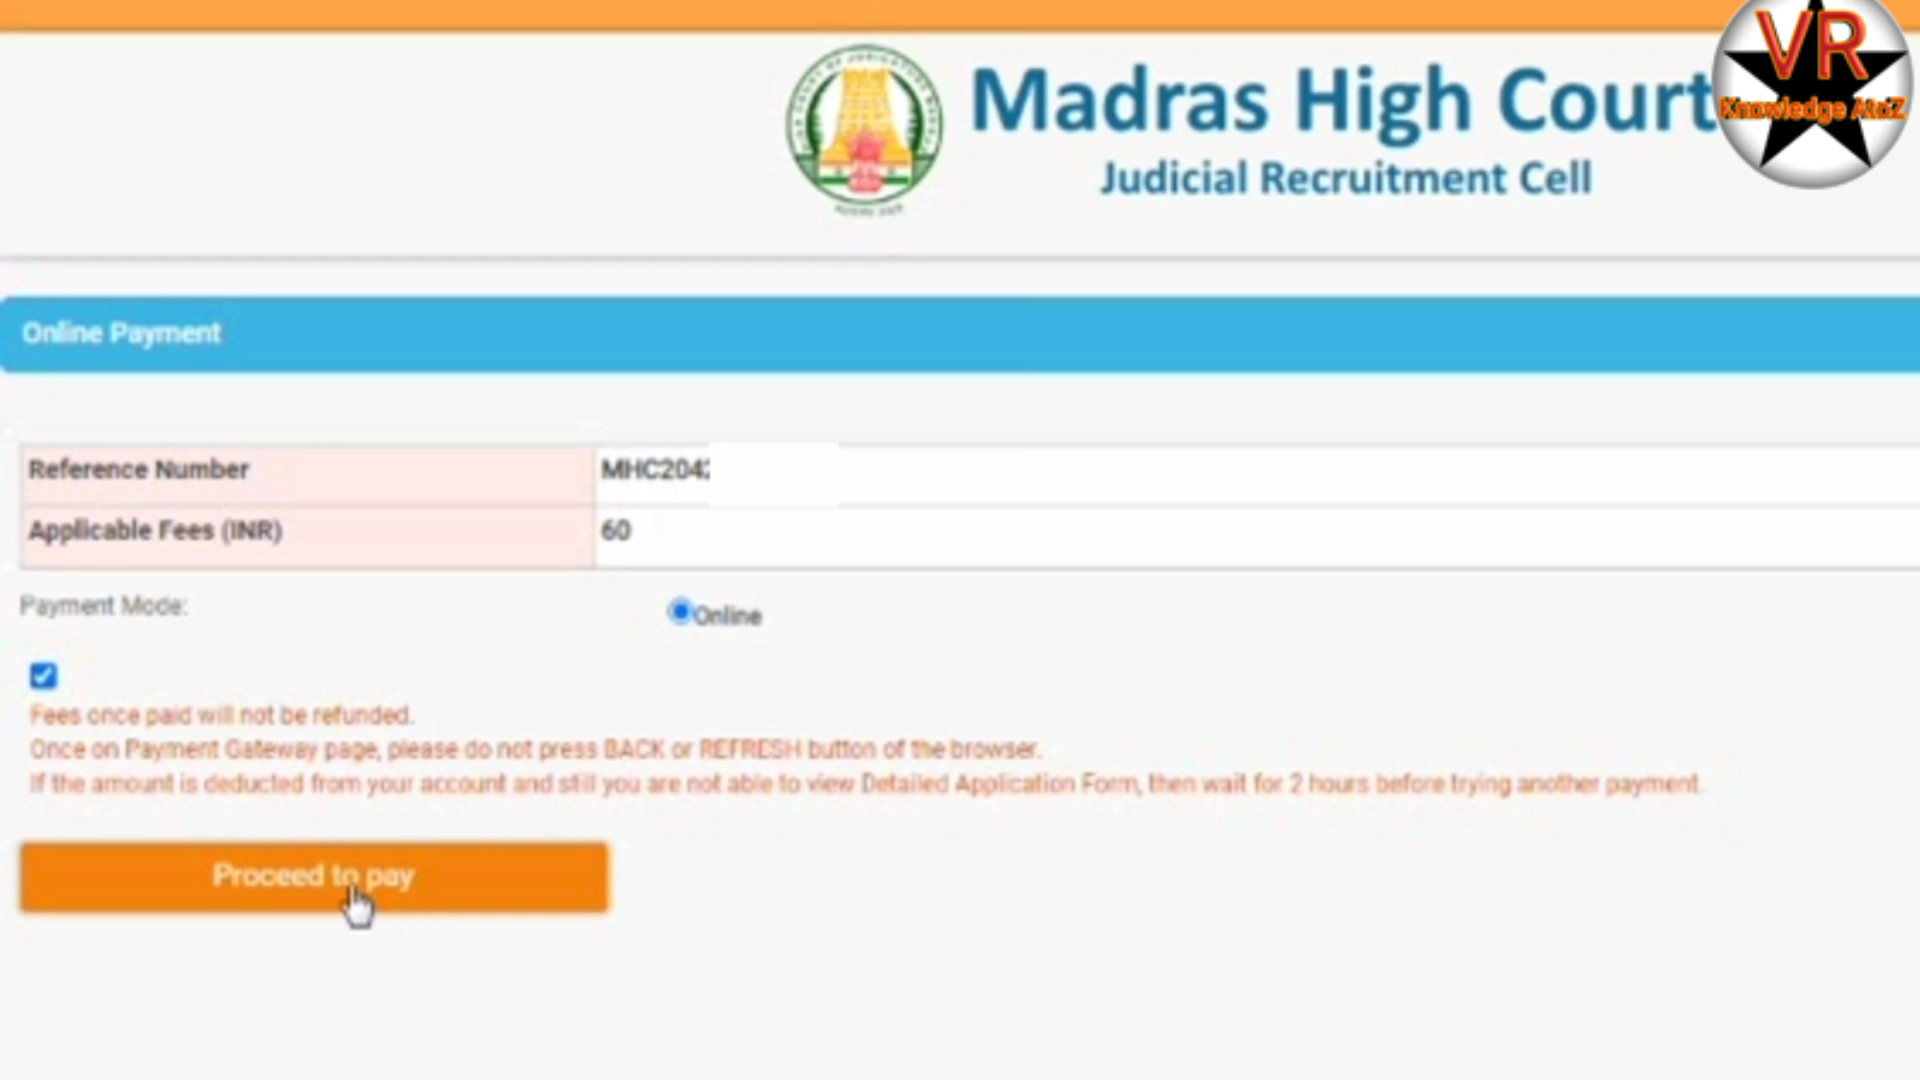 VR
Knowledge AtoZ
Madras High Court
Judicial Recruitment Cell
Online Payment
Reference Number MHC204
Applicable Fees (INR) 60
Payment Mode: Online
Fees once paid will not be refunded.
Once on Payment Gateway page, please do not press BACK or REFRESH button of the browser.
If the amount is deducted from your account and still you are not able to view Detailed Application Form, then wait for 2 hours before trying another payment.
Proceed to pay